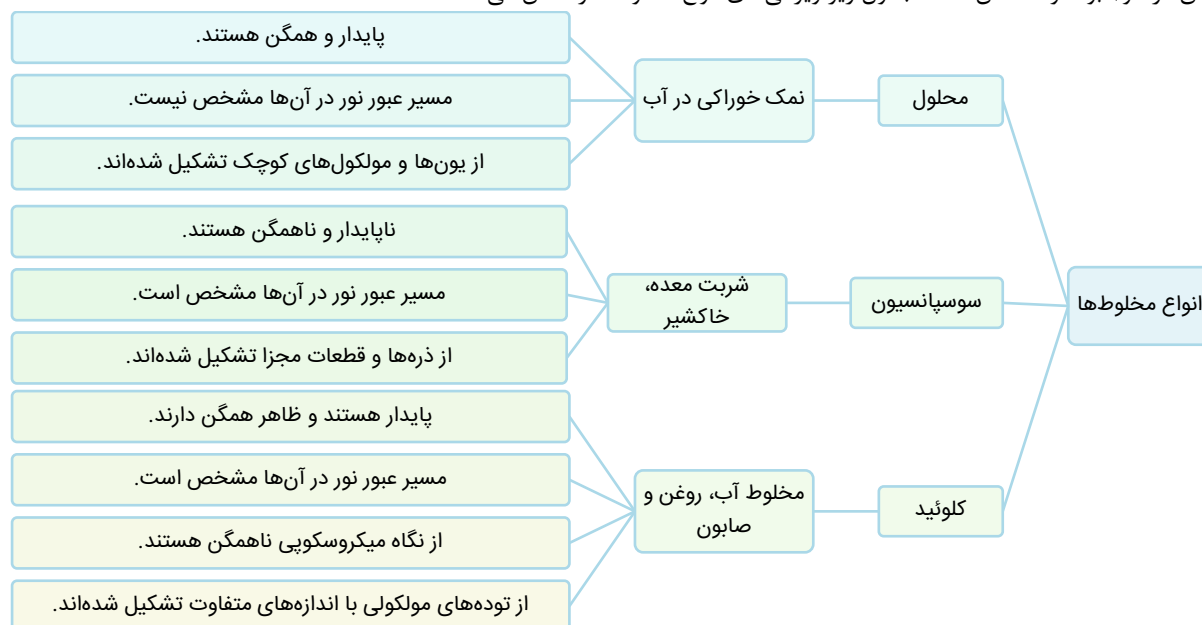 انواع مخلوط‌ها
محلول
نمک خوراکی در آب
پایدار و همگن هستند.
مسیر عبور نور در آن‌ها مشخص نیست.
از یون‌ها و مولکول‌های کوچک تشکیل شده‌اند.
سوسپانسیون
شربت معده،
خاکشیر
ناپایدار و ناهمگن هستند.
مسیر عبور نور در آن‌ها مشخص است.
از ذره‌ها و قطعات مجزا تشکیل شده‌اند.
کلوئید
مخلوط آب، روغن و
صابون
پایدار هستند و ظاهر همگن دارند.
مسیر عبور نور در آن‌ها مشخص است.
از نگاه میکروسکوپی ناهمگن هستند.
از توده‌های مولکولی با اندازه‌های متفاوت تشکیل شده‌اند.